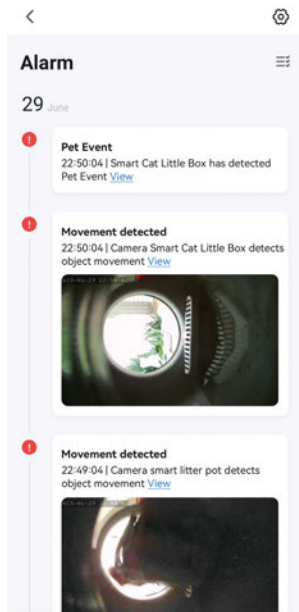 Alarm
29 June
Pet Event
22:50:04 | Smart Cat Little Box has detected
Pet Event View
Movement detected
22:50:04 | Camera Smart Cat Little Box detects
object movement View
Movement detected
22:49:04 | Camera smart litter pot detects
object movement View